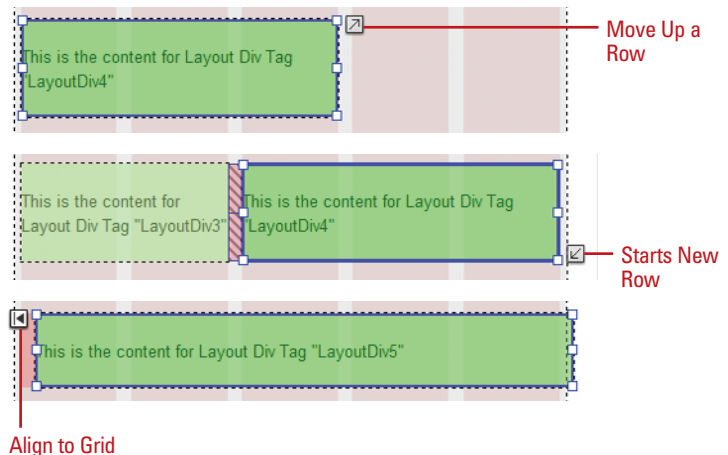 This is the content for Layout Div Tag
"LayoutDiv4"
Move Up a
Row
This is the content for
Layout Div Tag "LayoutDiv3"
This is the content for Layout Div Tag
"LayoutDiv4"
Starts New
Row
This is the content for Layout Div Tag "LayoutDiv5"
Align to Grid